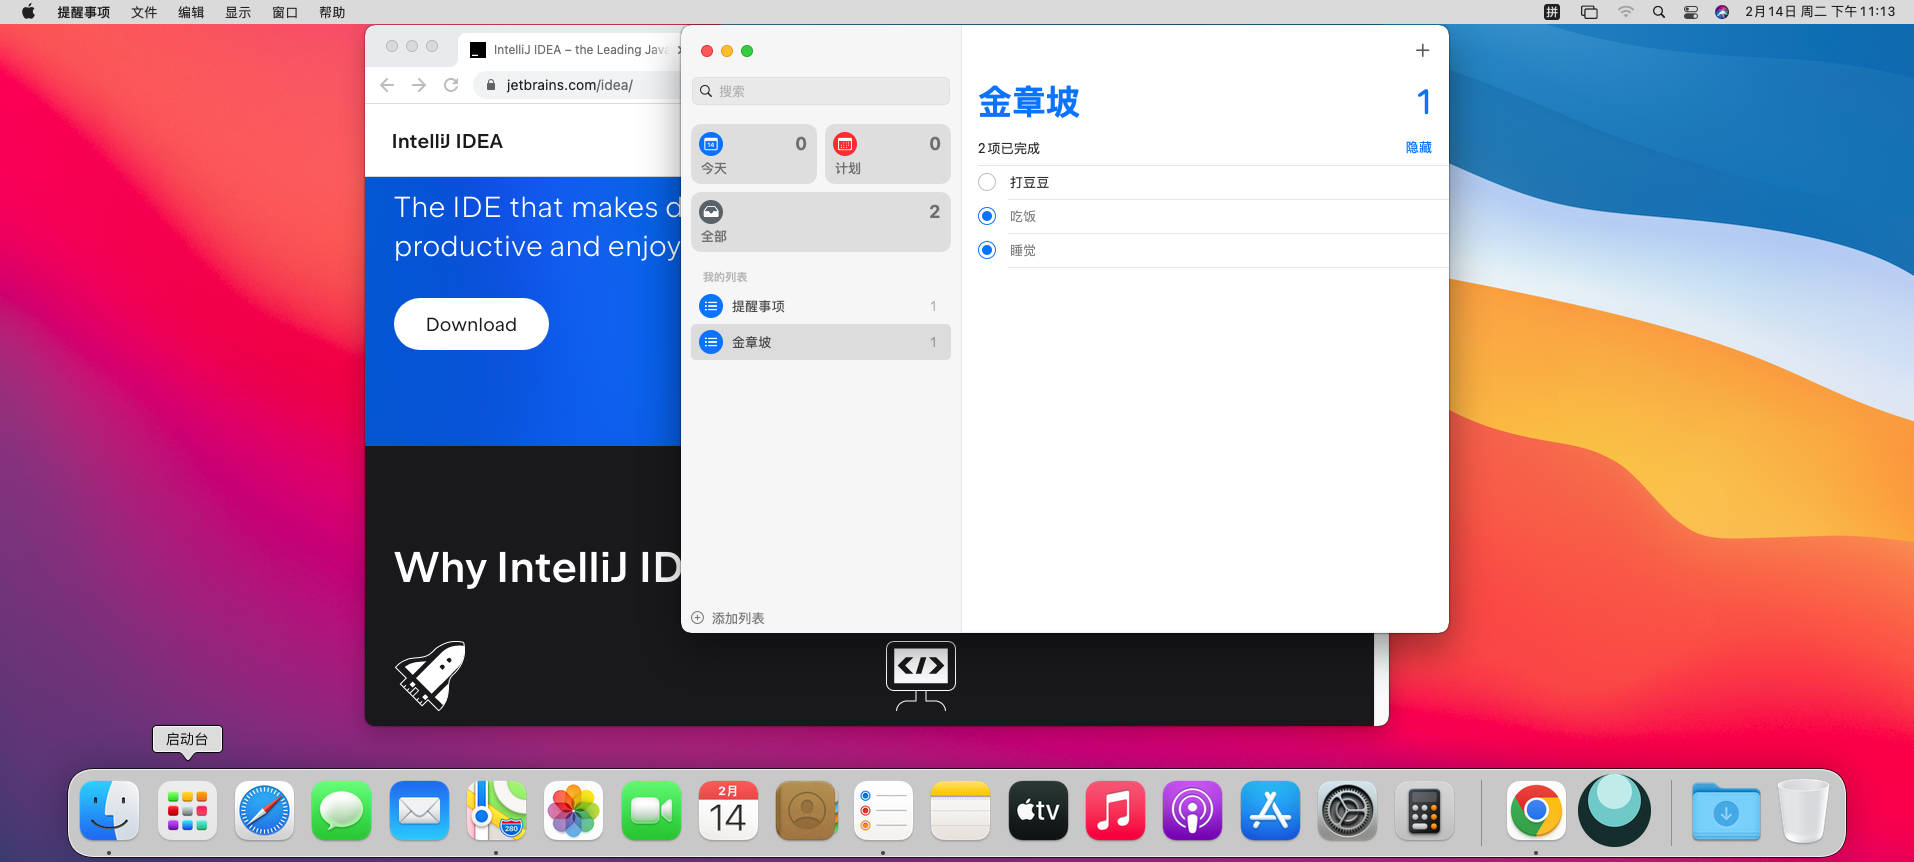 提醒事项 文件 编辑 显示 窗口 帮助
拼
2月14日 周二 下午11:13
IntelliJ IDEA – the Leading Java
jetbrains.com/idea/
IntelliJ IDEA
The IDE that makes d
productive and enjoy
Download
Why IntelliJ ID
</>
搜索
14
0
今天
0
计划
2
全部
我的列表
提醒事项 1
金章坡 1
添加列表
金章坡 1
2项已完成 隐藏
打豆豆
吃饭
睡觉
启动台
280
2月
14
tv